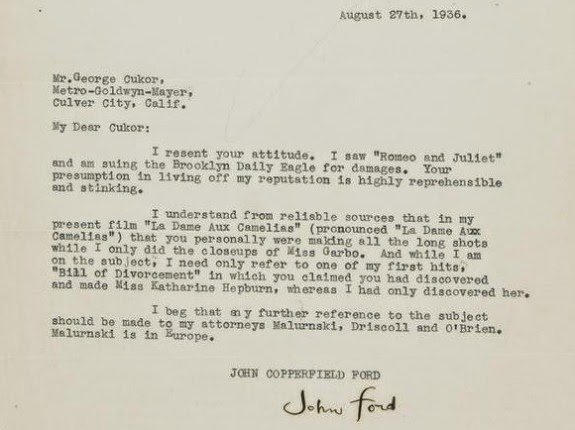 August 27th, 1936.
Mr.George Cukor,
Metro-Goldwyn-Mayer,
Culver City, Calif.
My Dear Cukor:
I resent your attitude. I saw "Romeo and Juliet"
and am suing the Brooklyn Daily Eagle for damages. Your
presumption in living off my reputation is highly reprehensible
and stinking.
I understand from reliable sources that in my
present film "La Dame Aux Camelias" (pronounced "La Dame Aux
Camelias") that you personally were making all the long shots
while I only did the closeups of Miss Garbo. And while I am
on the subject, I need only refer to one of my first hits,
"Bill of Divorcement" in which you claimed you had discovered
and made Miss Katharine Hepburn, whereas I had only discovered her.
I beg that any further reference to the subject
should be made to my attorneys Malurnski, Driscoll and O'Brien.
Malurnski is in Europe.
JOHN COPPERFIELD FORD
John Ford